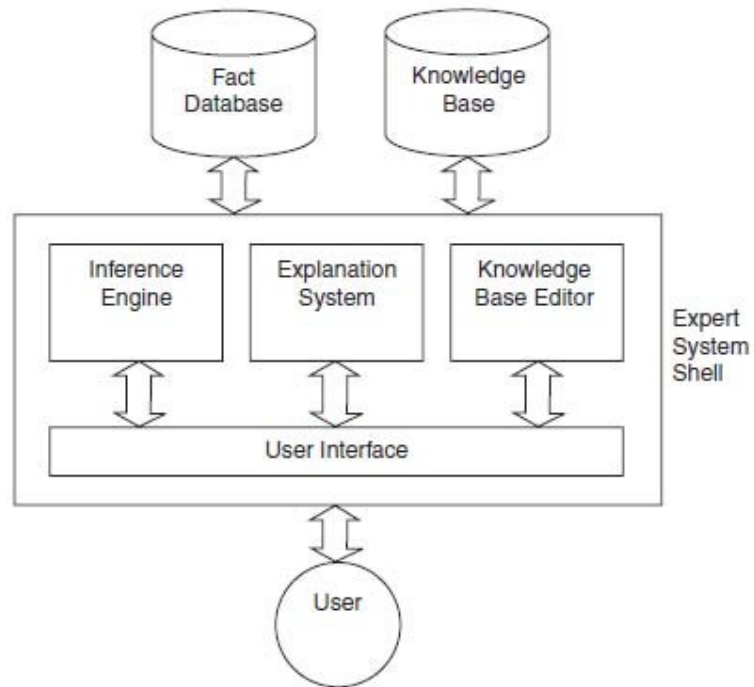 Fact
Database
Knowledge
Base
Inference
Engine
Explanation
System
Knowledge
Base Editor
Expert
System
Shell
User Interface
User